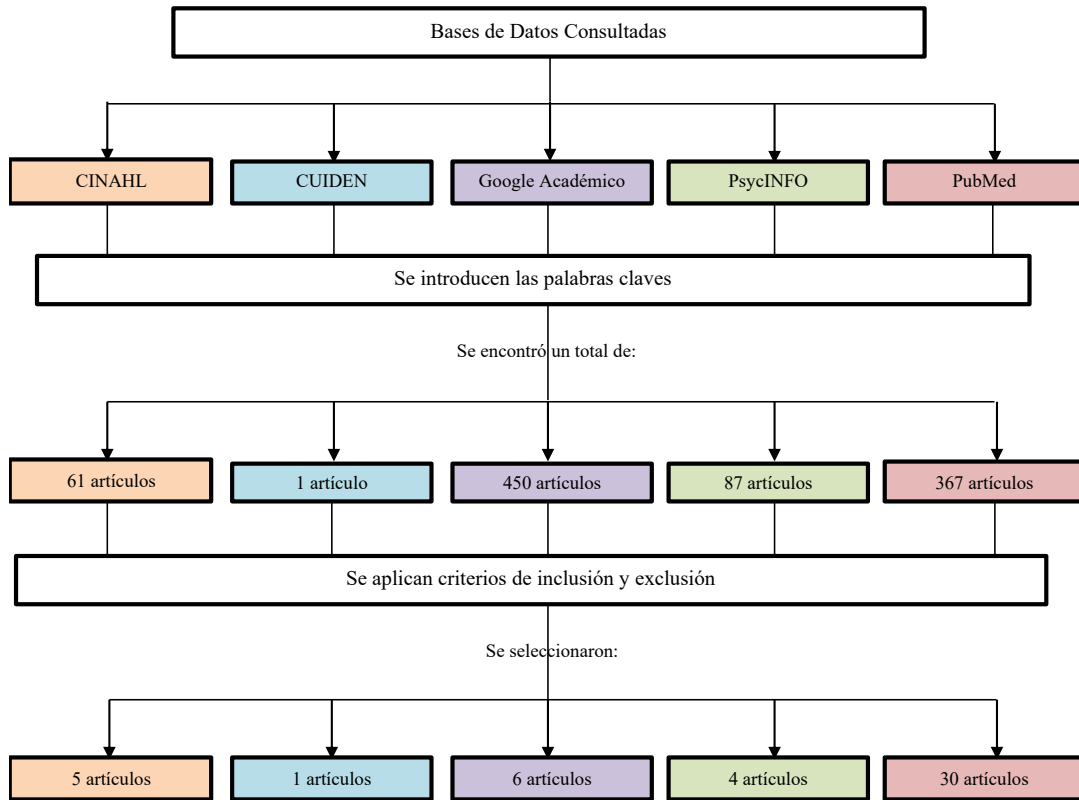 Bases de Datos Consultadas
CINAHL
CUIDEN
Google Académico
PsycINFO
PubMed
Se introducen las palabras claves
Se encontró un total de:
61 artículos
1 artículo
450 artículos
87 artículos
367 artículos
Se aplican criterios de inclusión y exclusión
Se seleccionaron:
5 artículos
1 artículos
6 artículos
4 artículos
30 artículos